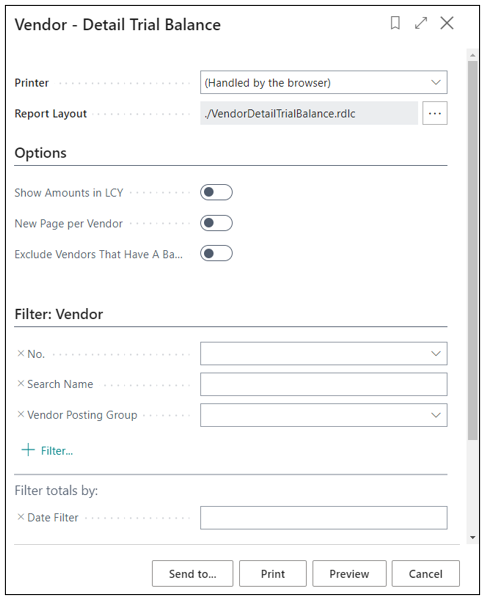 Vendor - Detail Trial Balance
Printer (Handled by the browser)
Report Layout ./VendorDetailTrialBalance.rdlc ...
Options
Show Amounts in LCY
New Page per Vendor
Exclude Vendors That Have A Ba...
Filter: Vendor
× No.
× Search Name
× Vendor Posting Group
+ Filter...
Filter totals by:
× Date Filter
Send to... Print Preview Cancel